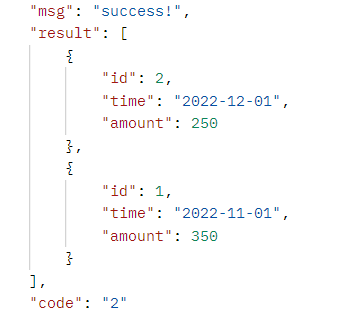 "msg": "success!",
"result": [
{
"id": 2,
"time": "2022-12-01",
"amount": 250
},
{
"id": 1,
"time": "2022-11-01",
"amount": 350
}
],
"code": "2"